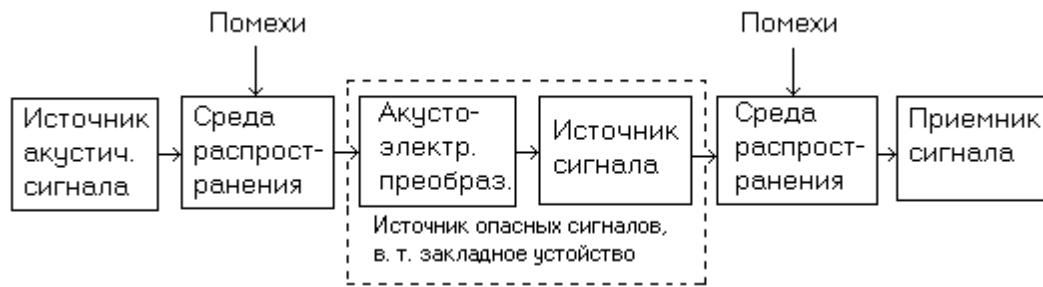 Помехи
Помехи
Источник
акустич.
сигнала
Среда
распрост-
ранения
Акусто-
электр.
преобраз.
Источник
сигнала
Среда
распрост-
ранения
Приемник
сигнала
Источник опасных сигналов,
в. т. закладное устойство